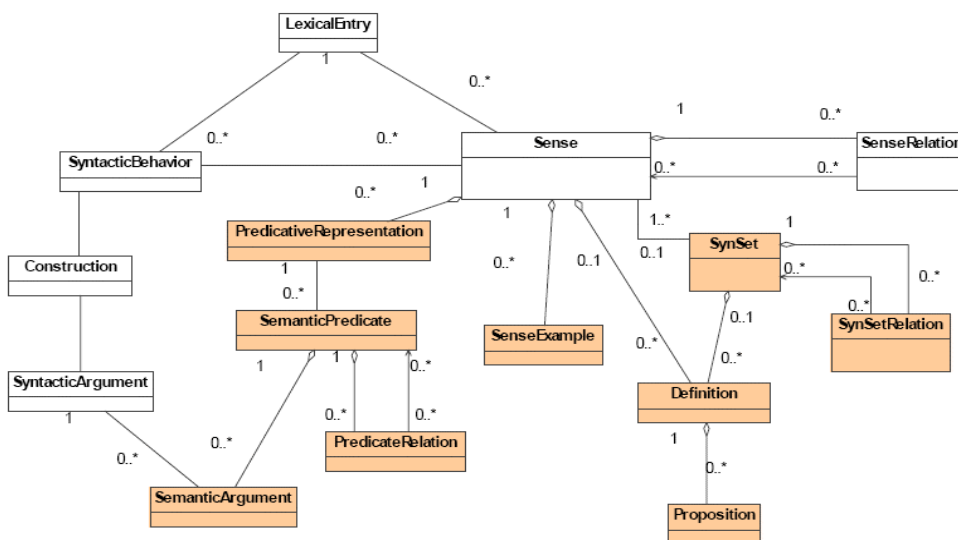 LexicalEntry
1
0..*
0..*
1
0..*
Sense
SenseRelation
0..*
SyntacticBehavior
0..*
0..*
1
0..*
1
1..*
1
PredicativeRepresentation
SynSet
0..*
0..1
0..1
Construction
1
0..*
0..*
0..*
0..*
SemanticPredicate
SynSetRelation
SenseExample
0..1
0..*
0..*
1
1
0..*
SyntacticArgument
Definition
1
0..*
0..*
0..*
PredicateRelation
1
0..*
0..*
SemanticArgument
Proposition